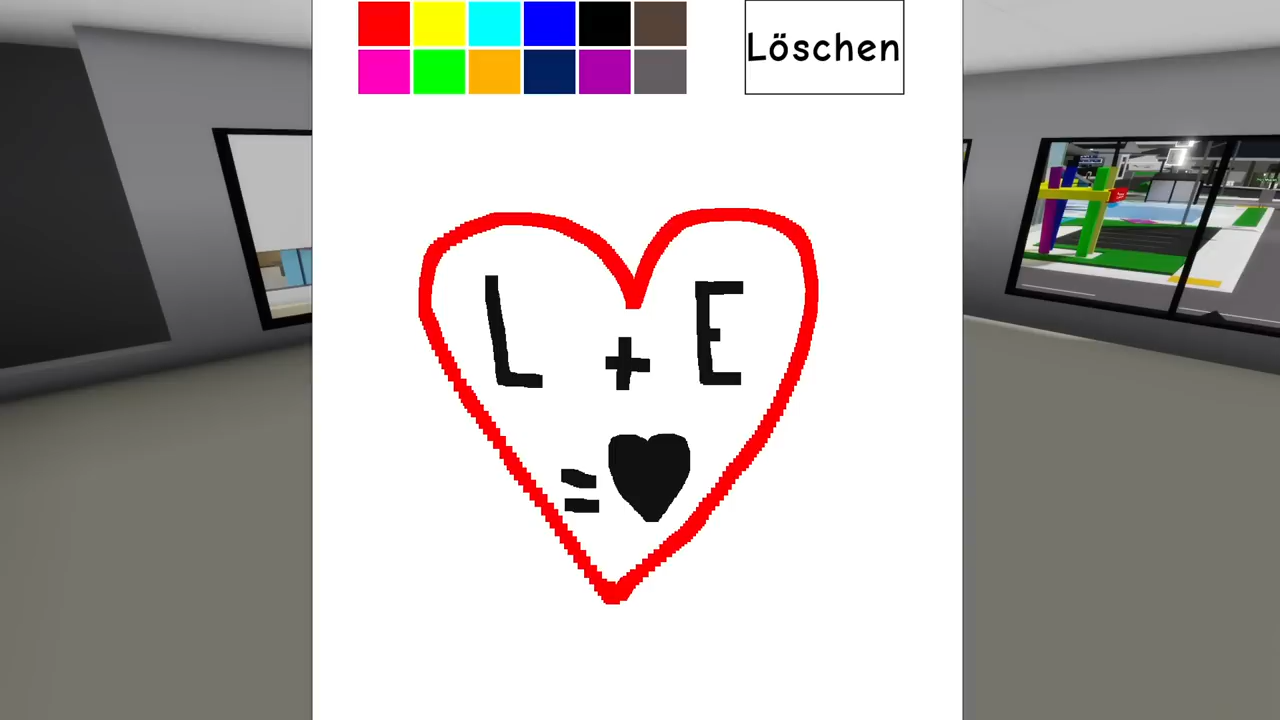 Löschen
L + E
= ♥